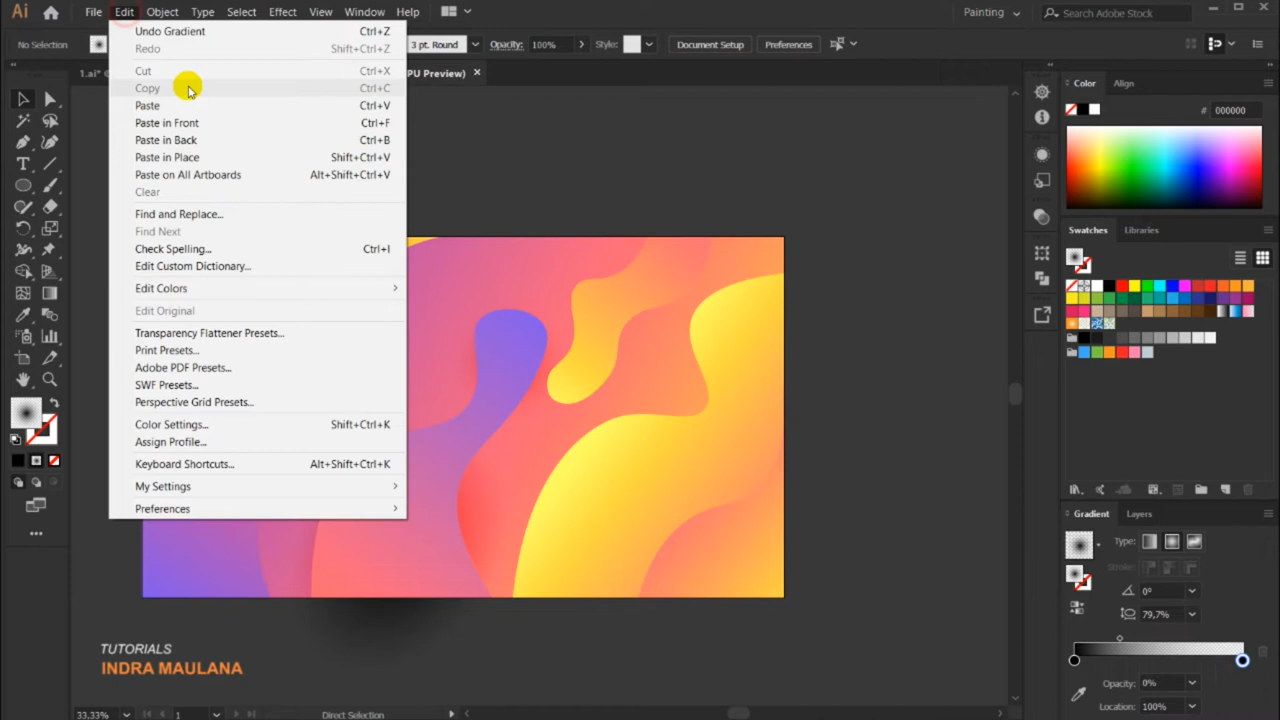 Ai File Edit Object Type Select Effect View Window Help Painting Search Adobe Stock
No Selection 3 pt. Round Opacity: 100% Style: Document Setup Preferences
1.ai* PU Preview) ×
Undo Gradient Ctrl+Z
Redo Shift+Ctrl+Z
Cut Ctrl+X
Copy Ctrl+C
Paste Ctrl+V
Paste in Front Ctrl+F
Paste in Back Ctrl+B
Paste in Place Shift+Ctrl+V
Paste on All Artboards Alt+Shift+Ctrl+V
Clear
Find and Replace...
Find Next
Check Spelling... Ctrl+I
Edit Custom Dictionary...
Edit Colors
Edit Original
Transparency Flattener Presets...
Print Presets...
Adobe PDF Presets...
SWF Presets...
Perspective Grid Presets...
Color Settings... Shift+Ctrl+K
Assign Profile...
Keyboard Shortcuts... Alt+Shift+Ctrl+K
My Settings
Preferences
Color Align
# 000000
Swatches Libraries
Gradient Layers
Type:
Stroke:
0°
79,7%
Opacity: 0%
Location: 100%
TUTORIALS
INDRA MAULANA
33,33% 1 Direct Selection